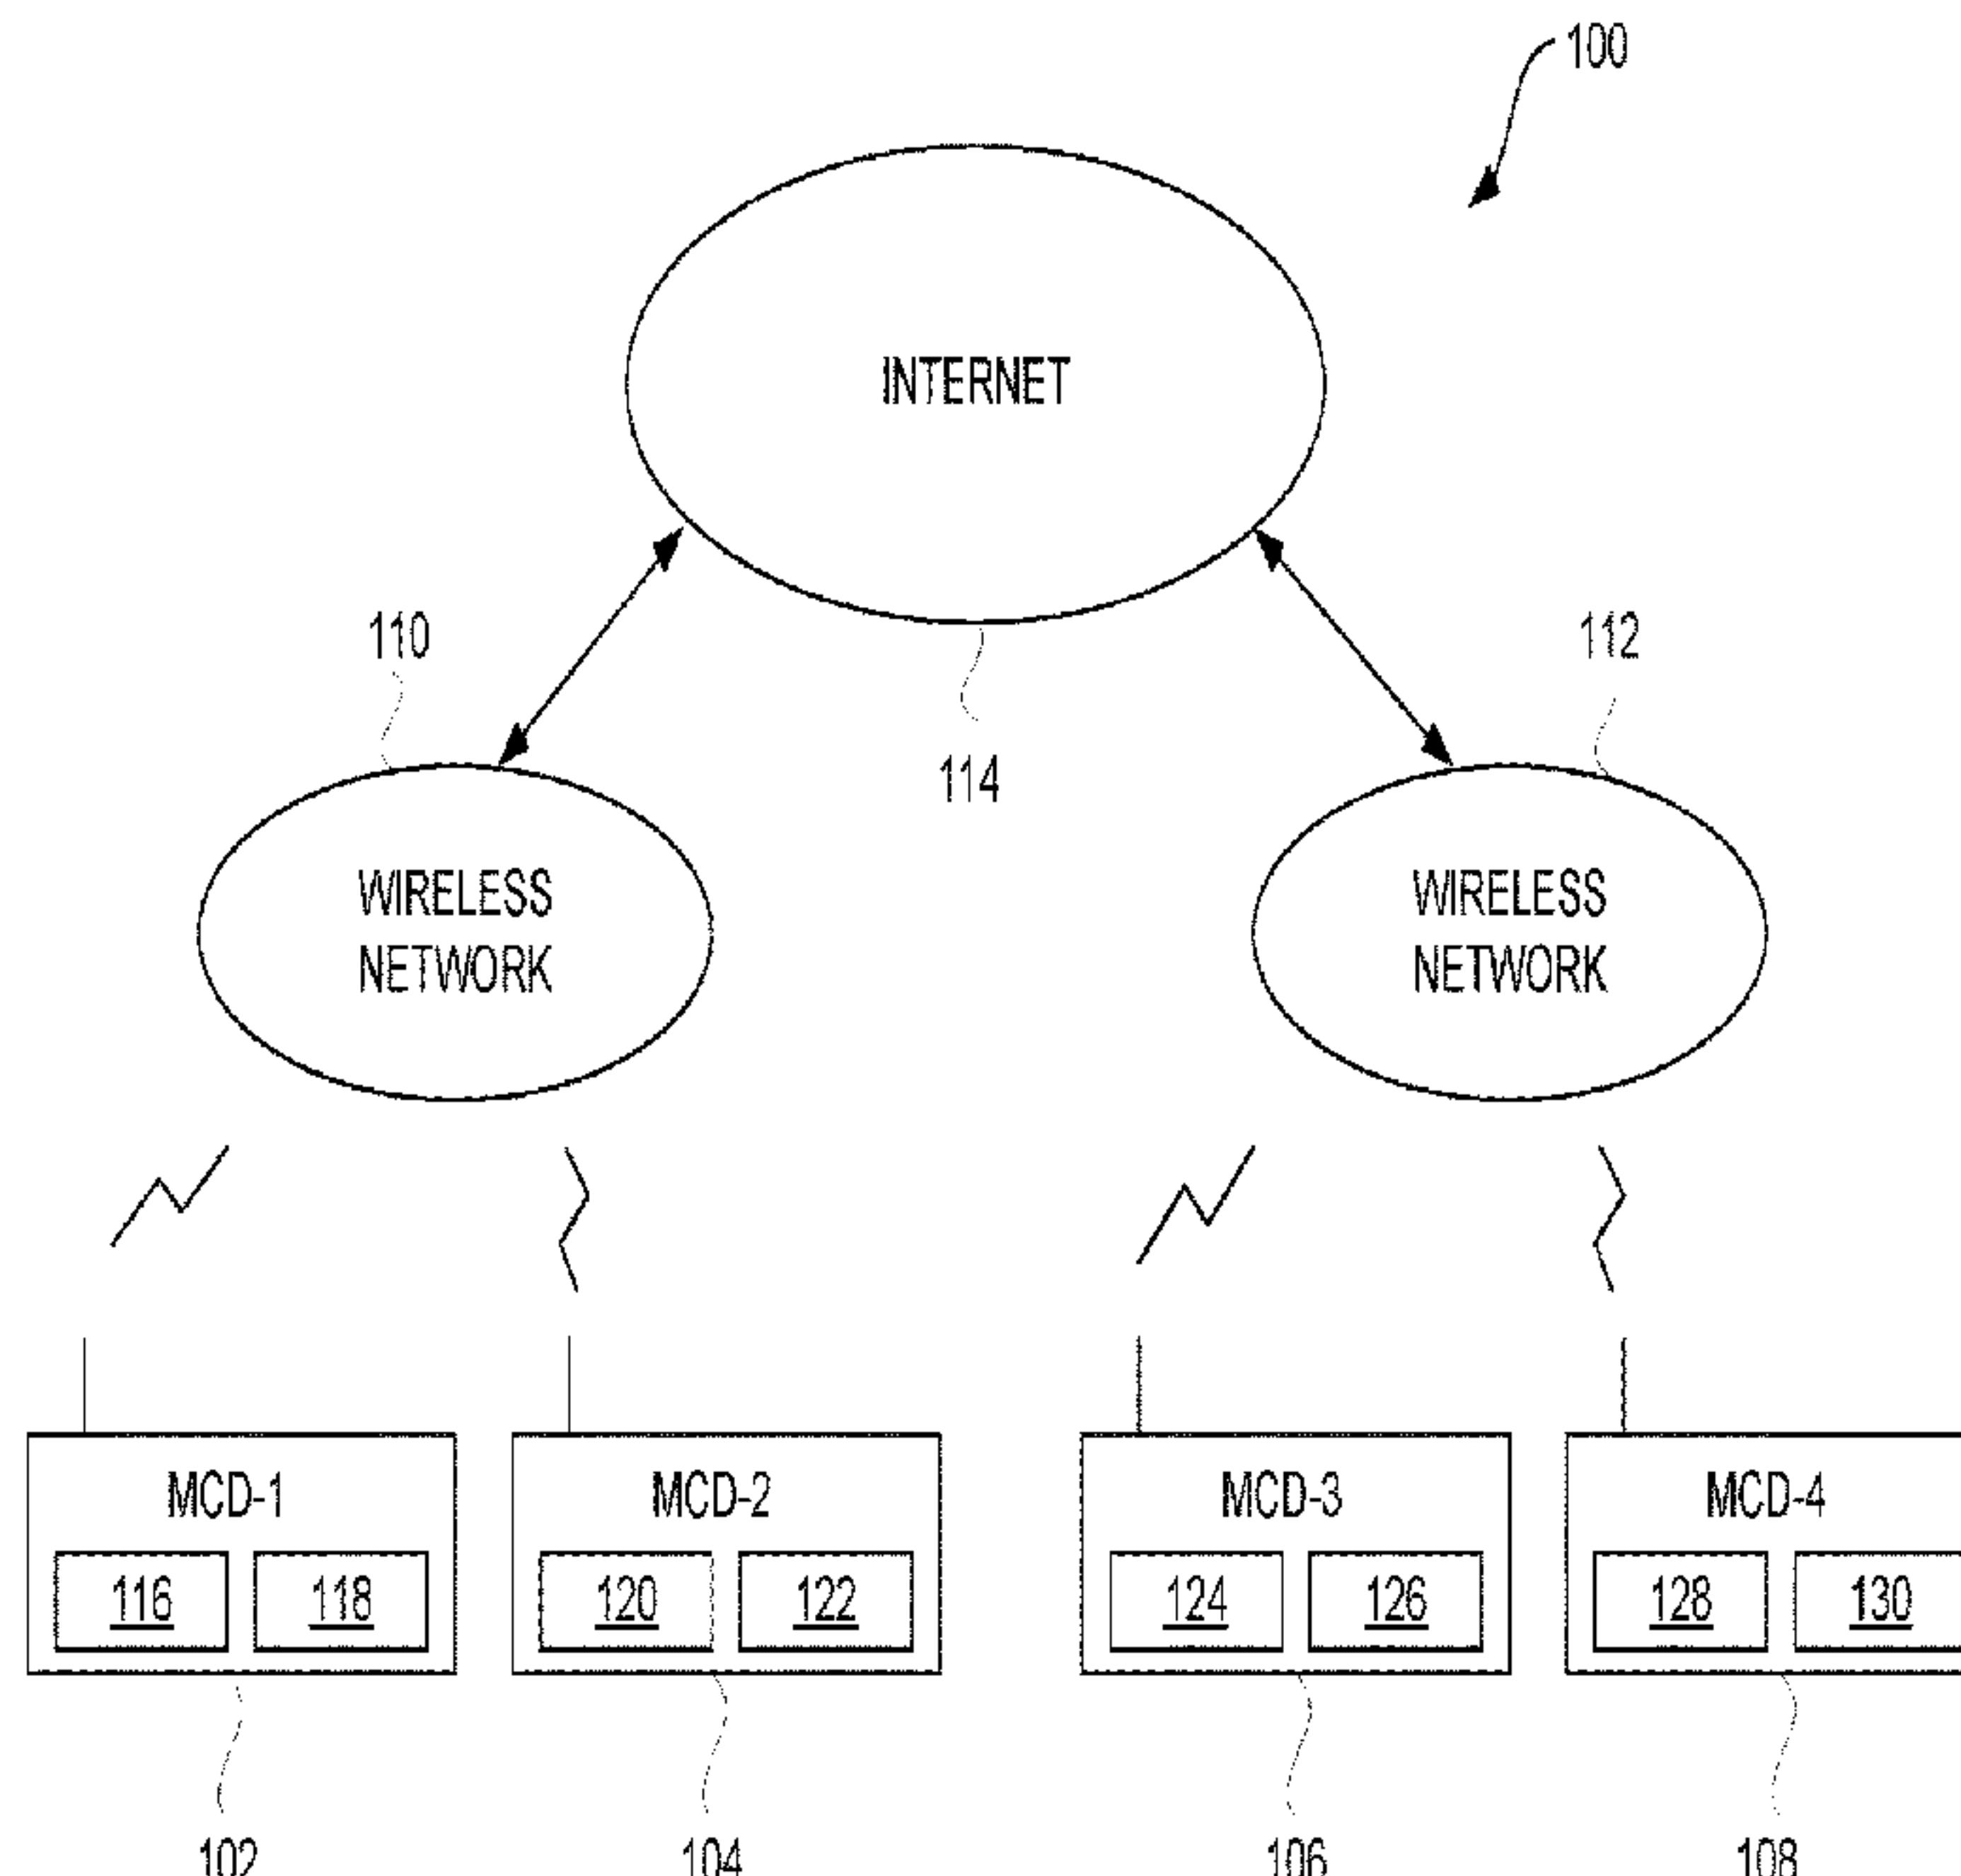 100
INTERNET
110
112
114
WIRELESS
NETWORK
WIRELESS
NETWORK
MCD-1
MCD-2
MCD-3
MCD-4
116
118
120
122
124
126
128
130
102
104
106
108